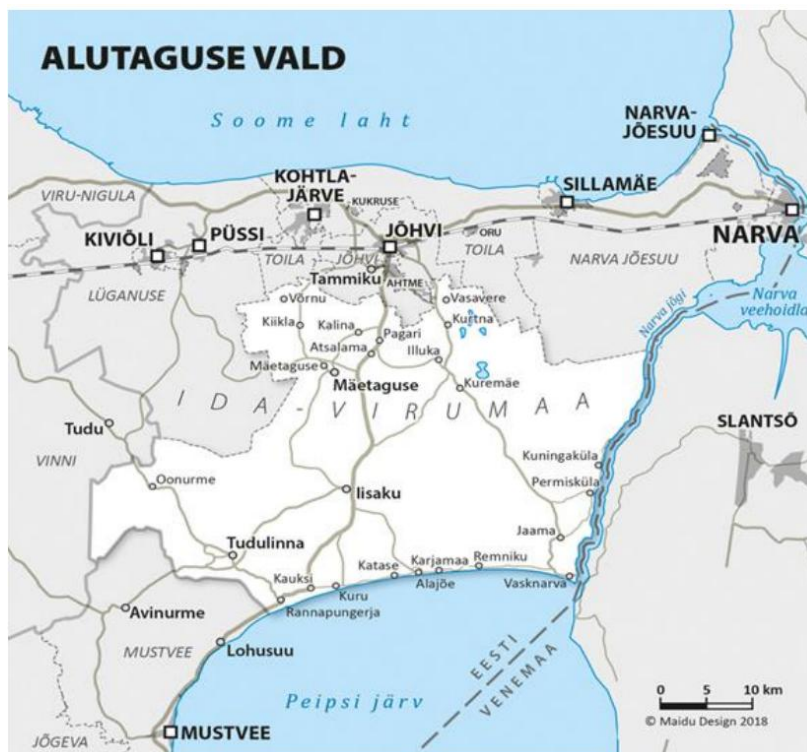 ALUTAGUSE VALD
Soome laht
NARVA-
JÕESUU
KOHTLA-
JÄRVE
KUKRUSE
SILLAMÄE
VIRU-NIGULA
KIVIÕLI
PÜSSI
JÕHVI
ORU
NARVA
TOILA
JÕHVI
TOILA
NARVA JÕESUU
Tammiku
AHTME
LÜGANUSE
Võrnu
Vasavere
Narva
veehoidla
Narva jõgi
Kiikla
Kalina
Pagari
Kurtna
Atsalama
Illuka
Mäetaguse
Mäetaguse
Kuremäe
IDA-VIRUMAA
Tudu
SLANTSÕ
VINNI
Kuningaküla
Oonurme
Iisaku
Permisküla
Jaama
Tudulinna
Katase
Karjamaa
Remniku
Kauksi
Kuru
Alajõe
Vasknarva
Rannapungerja
Avinurme
MUSTVEE
Lohusuu
EESTI
VENEMAA
Peipsi järv
0 5 10 km
© Maidu Design 2018
JÕGEVA
MUSTVEE